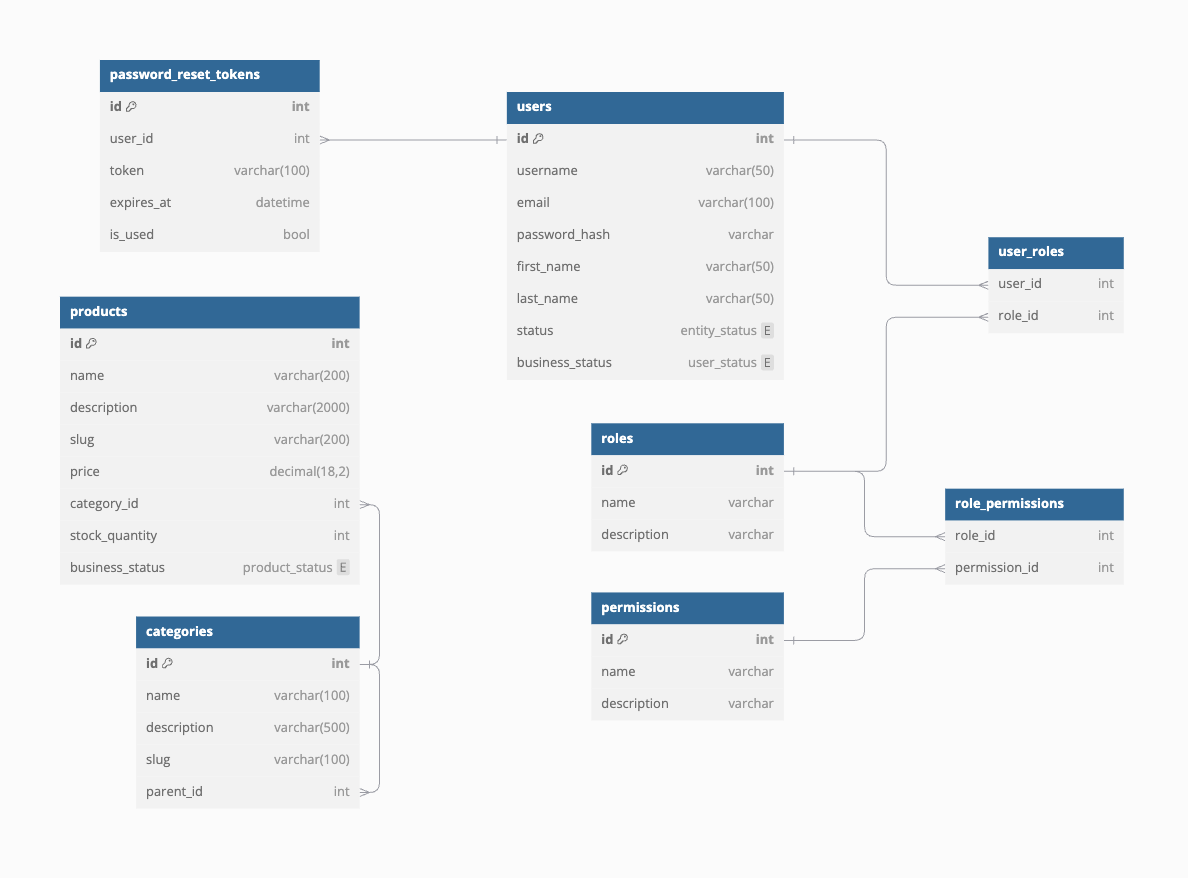 password_reset_tokens
id int
user_id int
token varchar(100)
expires_at datetime
is_used bool
users
id int
username varchar(50)
email varchar(100)
password_hash varchar
first_name varchar(50)
last_name varchar(50)
status entity_status E
business_status user_status E
user_roles
user_id int
role_id int
products
id int
name varchar(200)
description varchar(2000)
slug varchar(200)
price decimal(18,2)
category_id int
stock_quantity int
business_status product_status E
roles
id int
name varchar
description varchar
role_permissions
role_id int
permission_id int
categories
id int
name varchar(100)
description varchar(500)
slug varchar(100)
parent_id int
permissions
id int
name varchar
description varchar